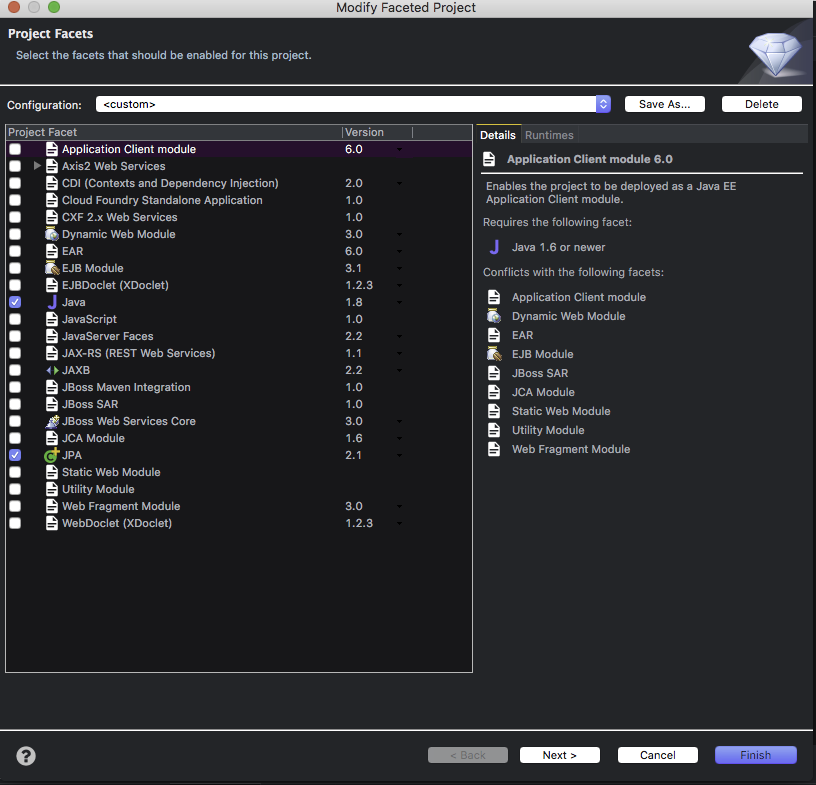 Modify Faceted Project
Project Facets
Select the facets that should be enabled for this project.
Configuration: <custom> Save As... Delete
Project Facet Version
Application Client module 6.0
Axis2 Web Services
CDI (Contexts and Dependency Injection) 2.0
Cloud Foundry Standalone Application 1.0
CXF 2.x Web Services 1.0
Dynamic Web Module 3.0
EAR 6.0
EJB Module 3.1
EJBDoclet (XDoclet) 1.2.3
Java 1.8
JavaScript 1.0
JavaServer Faces 2.2
JAX-RS (REST Web Services) 1.1
JAXB 2.2
JBoss Maven Integration 1.0
JBoss SAR 1.0
JBoss Web Services Core 3.0
JCA Module 1.6
JPA 2.1
Static Web Module
Utility Module
Web Fragment Module 3.0
WebDoclet (XDoclet) 1.2.3
Details Runtimes
Application Client module 6.0
Enables the project to be deployed as a Java EE
Application Client module.
Requires the following facet:
Java 1.6 or newer
Conflicts with the following facets:
Application Client module
Dynamic Web Module
EAR
EJB Module
JBoss SAR
JCA Module
Static Web Module
Utility Module
Web Fragment Module
? < Back Next > Cancel Finish